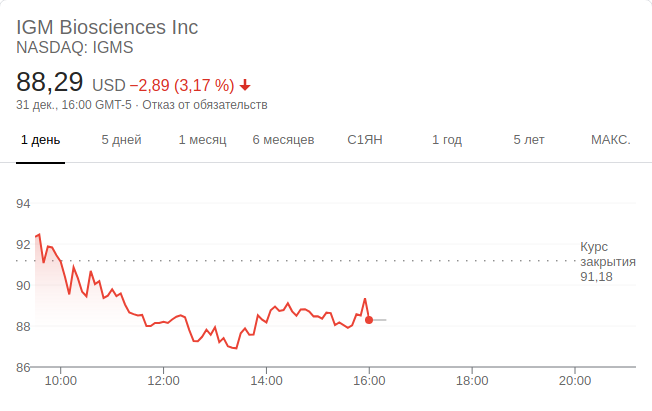 IGM Biosciences Inc
NASDAQ: IGMS
88,29 USD −2,89 (3,17 %)
31 дек., 16:00 GMT-5 · Отказ от обязательств
1 день 5 дней 1 месяц 6 месяцев С1ЯН 1 год 5 лет МАКС.
94
92
90
88
86
Курс
закрытия
91,18
10:00 12:00 14:00 16:00 18:00 20:00